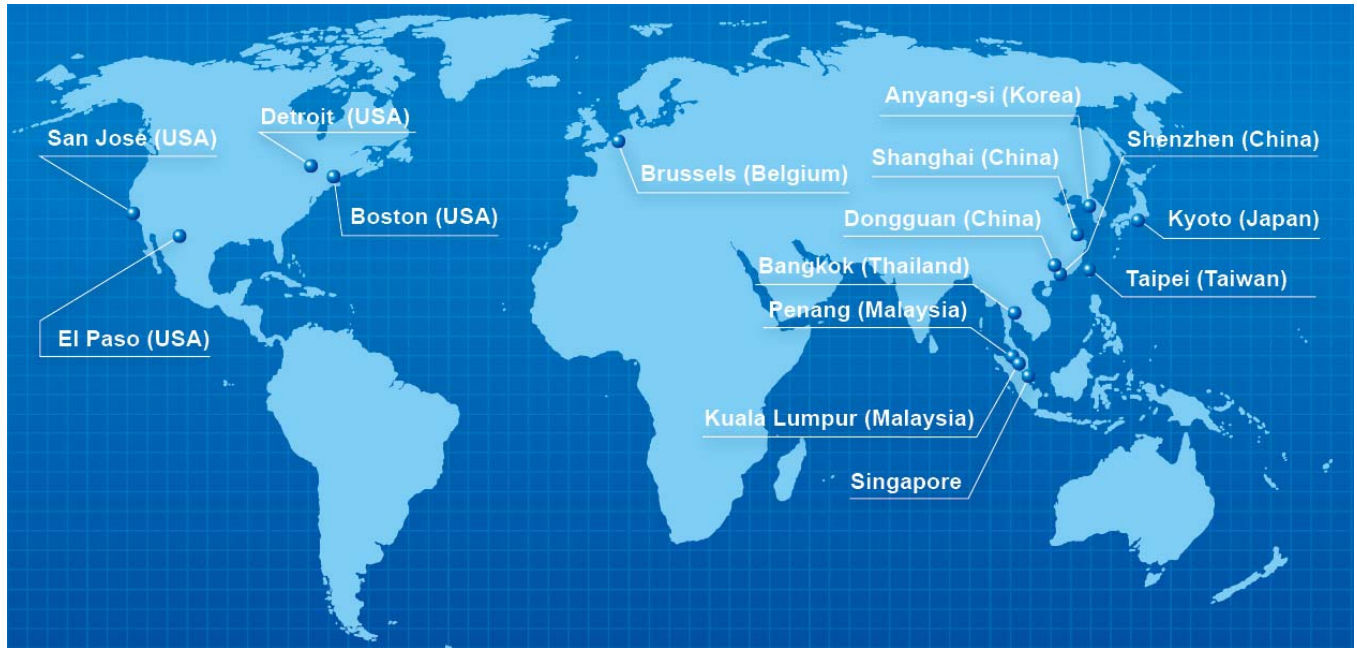 Anyang-si (Korea)
Detroit (USA)
San José (USA)
Shenzhen (China)
Shanghai (China)
Brussels (Belgium)
Boston (USA)
Dongguan (China)
Kyoto (Japan)
Bangkok (Thailand)
Taipei (Taiwan)
Penang (Malaysia)
El Paso (USA)
Kuala Lumpur (Malaysia)
Singapore